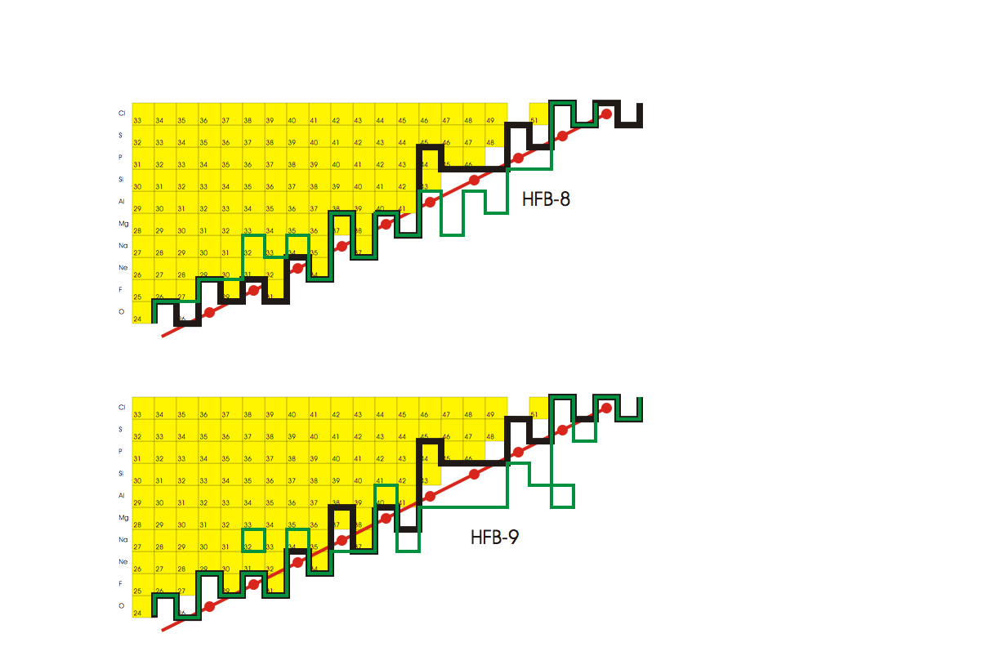 Cl 33 34 35 36 37 38 39 40 41 42 43 44 45 46 47 48 49 51
S 32 33 34 35 36 37 38 39 40 41 42 43 44 45 46 47 48
P 31 32 33 34 35 36 37 38 39 40 41 42 43 44 45 46
Si 30 31 32 33 34 35 36 37 38 39 40 41 42 43
Al 29 30 31 32 33 34 35 36 37 38 39 40 41
HFB-8
Mg 28 29 30 31 32 33 34 35 36 37 38
Na 27 28 29 30 31 32 33 34 35 37
Ne 26 27 28 29 30 31 32 34
F 25 26 27 29 31
O 24 26
Cl 33 34 35 36 37 38 39 40 41 42 43 44 45 46 47 48 49 51
S 32 33 34 35 36 37 38 39 40 41 42 43 44 45 46 47 48
P 31 32 33 34 35 36 37 38 39 40 41 42 43 44 45 46
Si 30 31 32 33 34 35 36 37 38 39 40 41 42 43
Al 29 30 31 32 33 34 35 36 37 38 39 40 41
Mg 28 29 30 31 32 33 34 35 36 37 38
HFB-9
Na 27 28 29 30 31 32 33 34 35 37
Ne 26 27 28 29 30 31 32 34
F 25 26 27 29 31
O 24 26